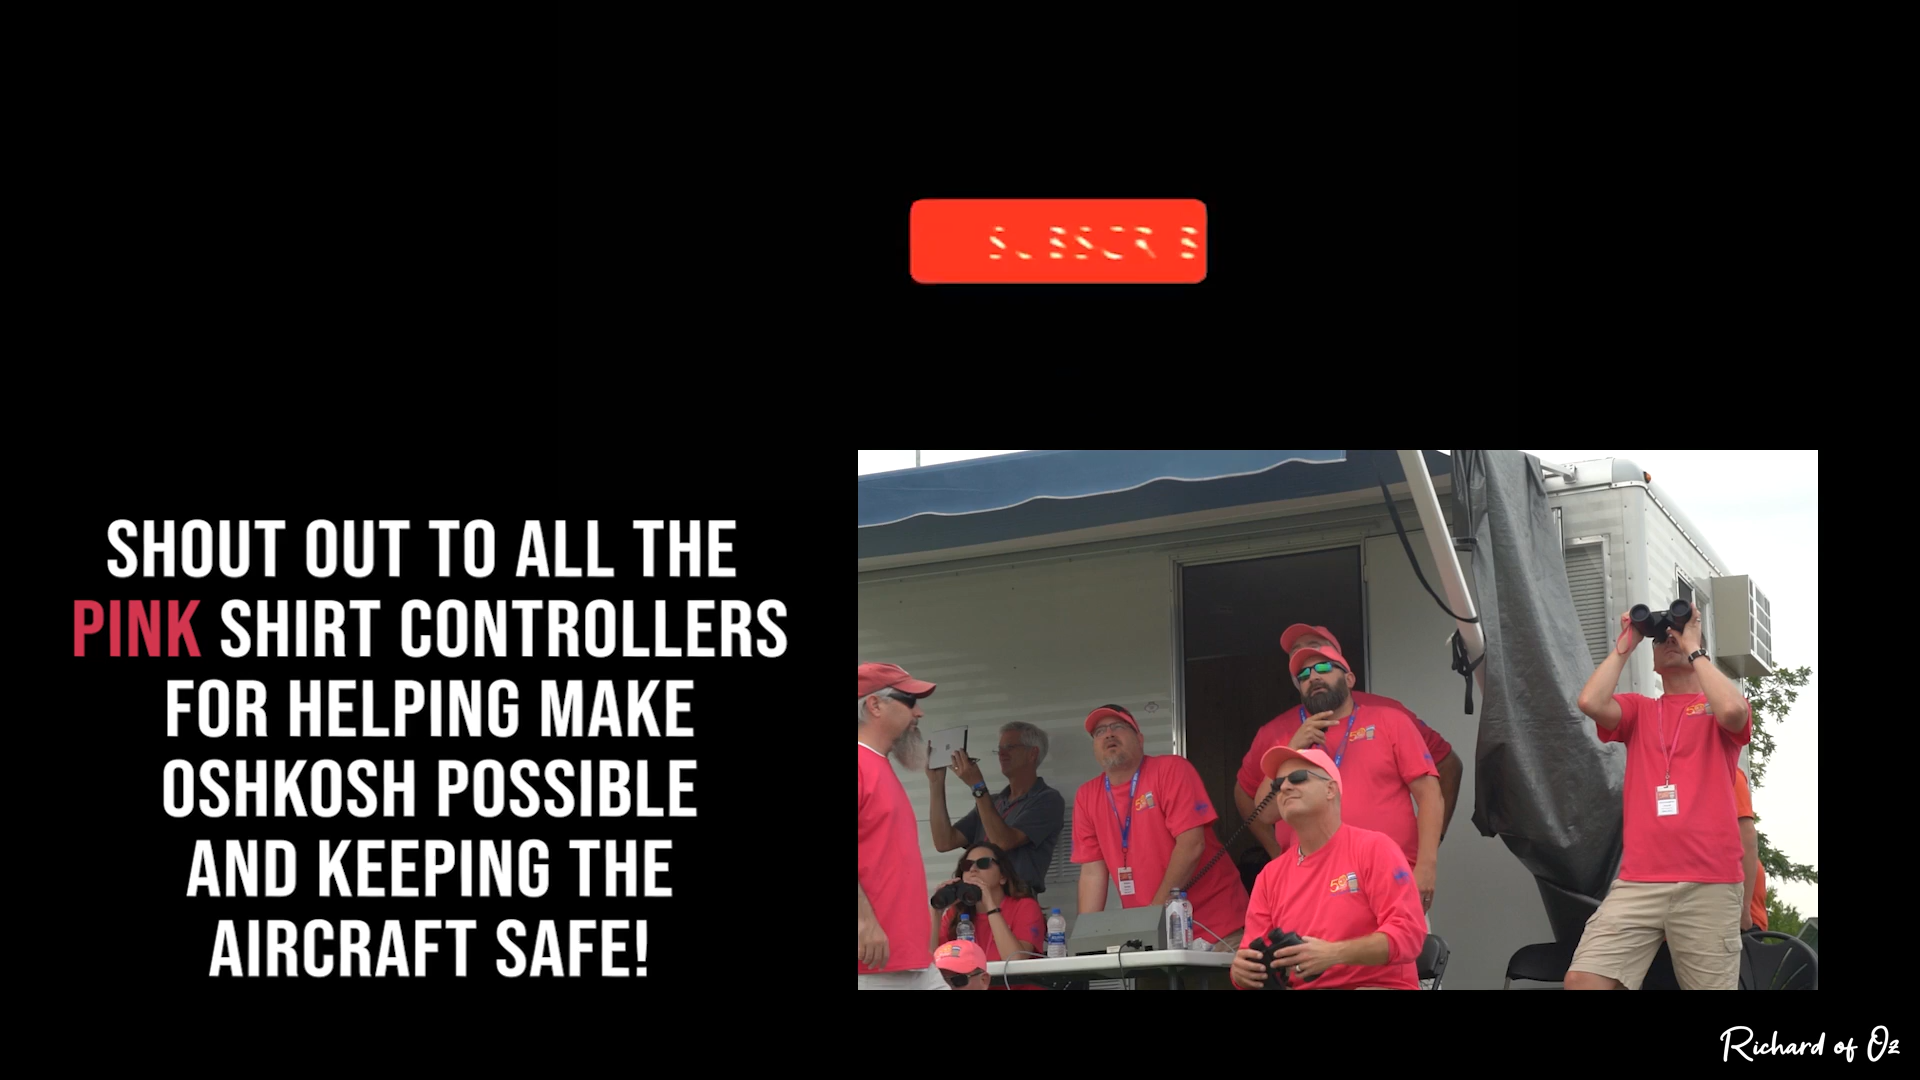 SHOUT OUT TO ALL THE
PINK SHIRT CONTROLLERS
FOR HELPING MAKE
OSHKOSH POSSIBLE
AND KEEPING THE
AIRCRAFT SAFE!
Richard of Oz